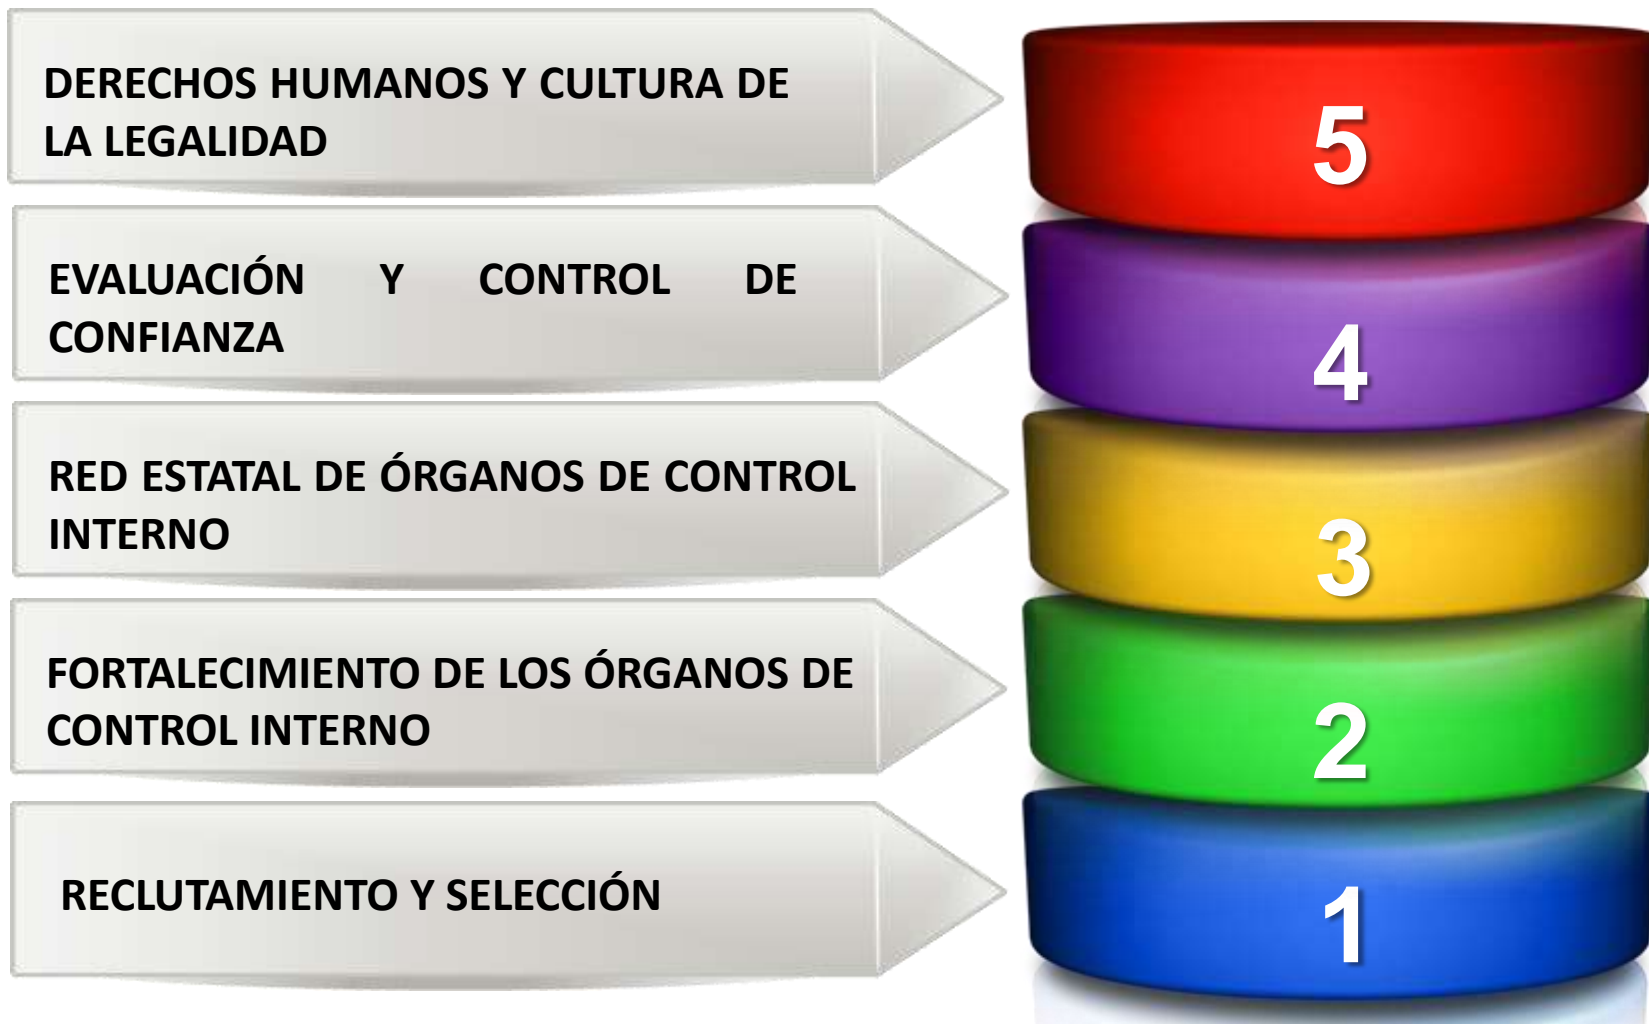 DERECHOS HUMANOS Y CULTURA DE
LA LEGALIDAD
5
EVALUACIÓN Y CONTROL DE
CONFIANZA
4
RED ESTATAL DE ÓRGANOS DE CONTROL
INTERNO
3
FORTALECIMIENTO DE LOS ÓRGANOS DE
CONTROL INTERNO
2
RECLUTAMIENTO Y SELECCIÓN
1